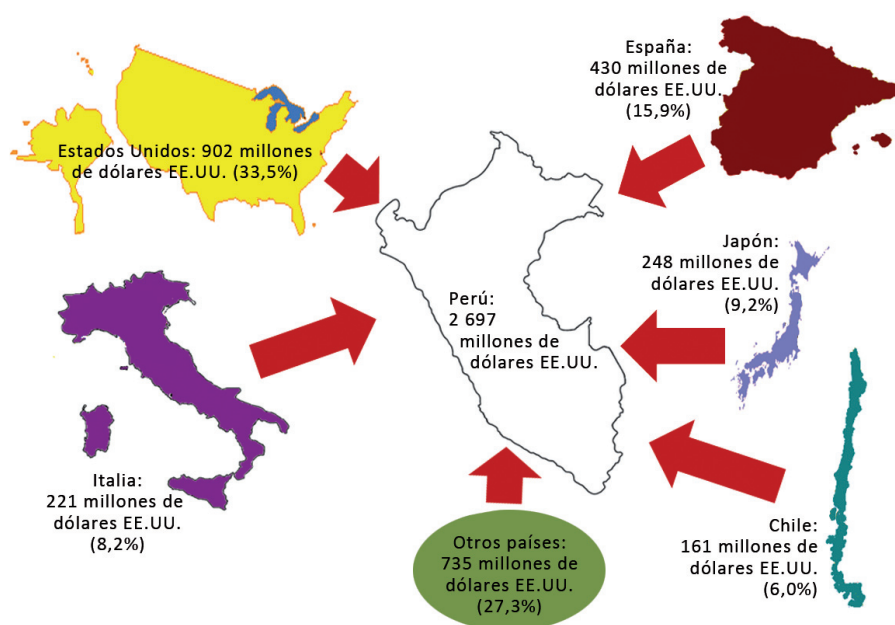 Estados Unidos: 902 millones
de dólares EE.UU. (33,5%)
España:
430 millones de
dólares EE.UU.
(15,9%)
Japón:
248 millones de
dólares EE.UU.
(9,2%)
Perú:
2 697
millones de
dólares EE.UU.
Italia:
221 millones de
dólares EE.UU.
(8,2%)
Otros países:
735 millones de
dólares EE.UU.
(27,3%)
Chile:
161 millones de
dólares EE.UU.
(6,0%)